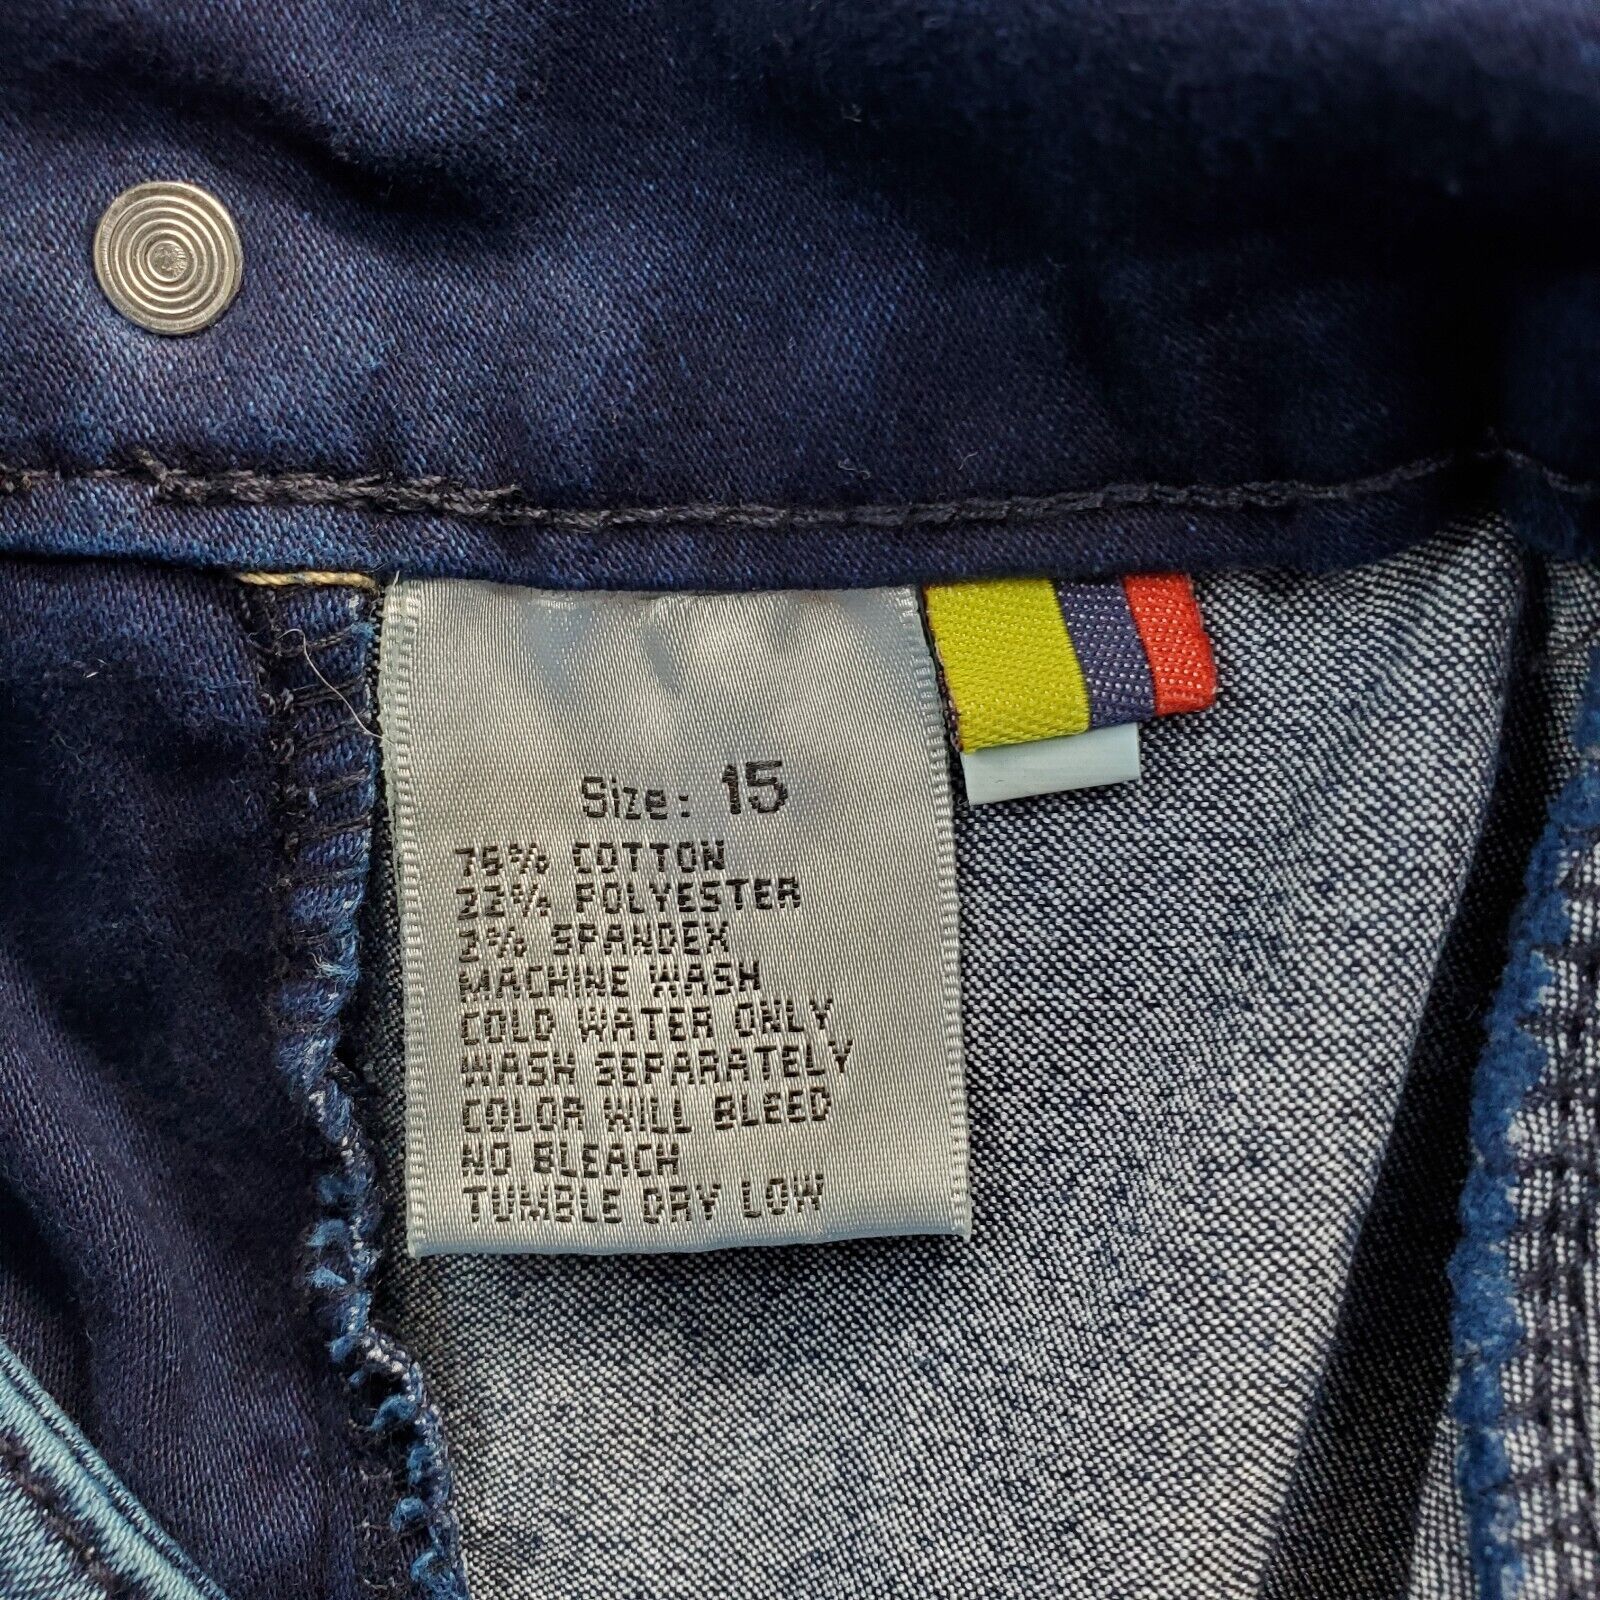 Size: 15
76% COTTON
22% POLYESTER
2% SPANDEX
MACHINE WASH
COLD WATER ONLY
WASH SEPARATELY
COLOR WILL BLEED
NO BLEACH
TUMBLE DRY LOW